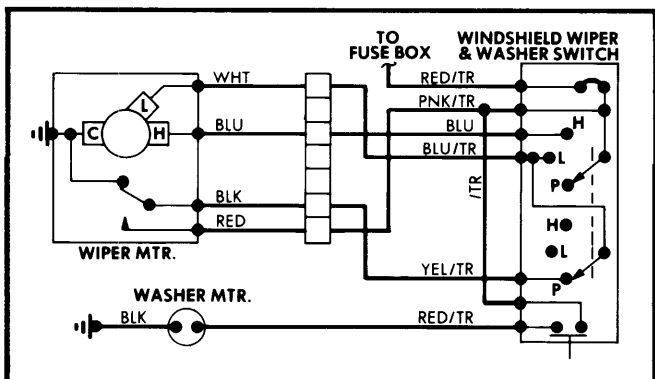 TO
FUSE BOX
WINDSHIELD WIPER
& WASHER SWITCH
WHT
RED/TR
L
PNK/TR
C
H
BLU
BLU
H
BLU/TR
L
/TR
P
BLK
H
RED
L
WIPER MTR.
YEL/TR
P
WASHER MTR.
BLK
RED/TR